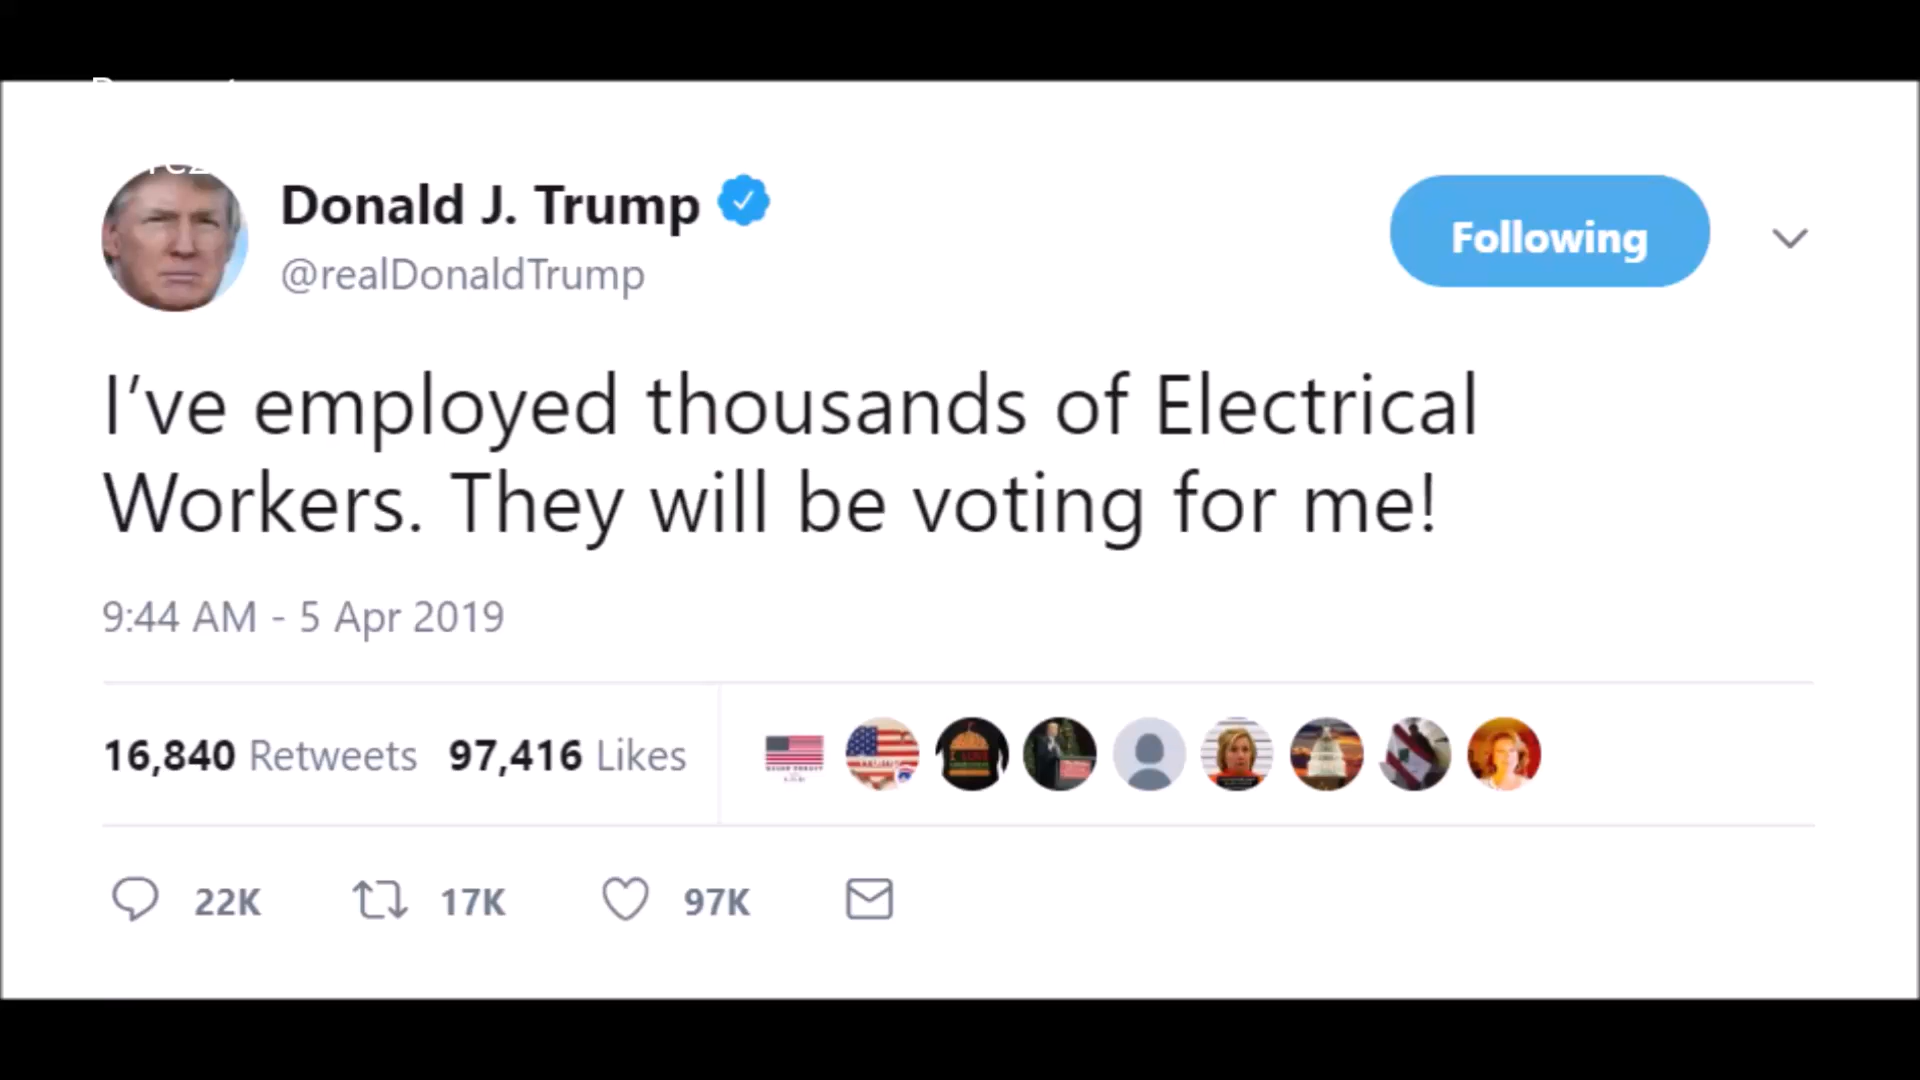 Donald J. Trump
@realDonaldTrump
Following
I've employed thousands of Electrical
Workers. They will be voting for me!
9:44 AM - 5 Apr 2019
16,840 Retweets 97,416 Likes
22K 17K 97K